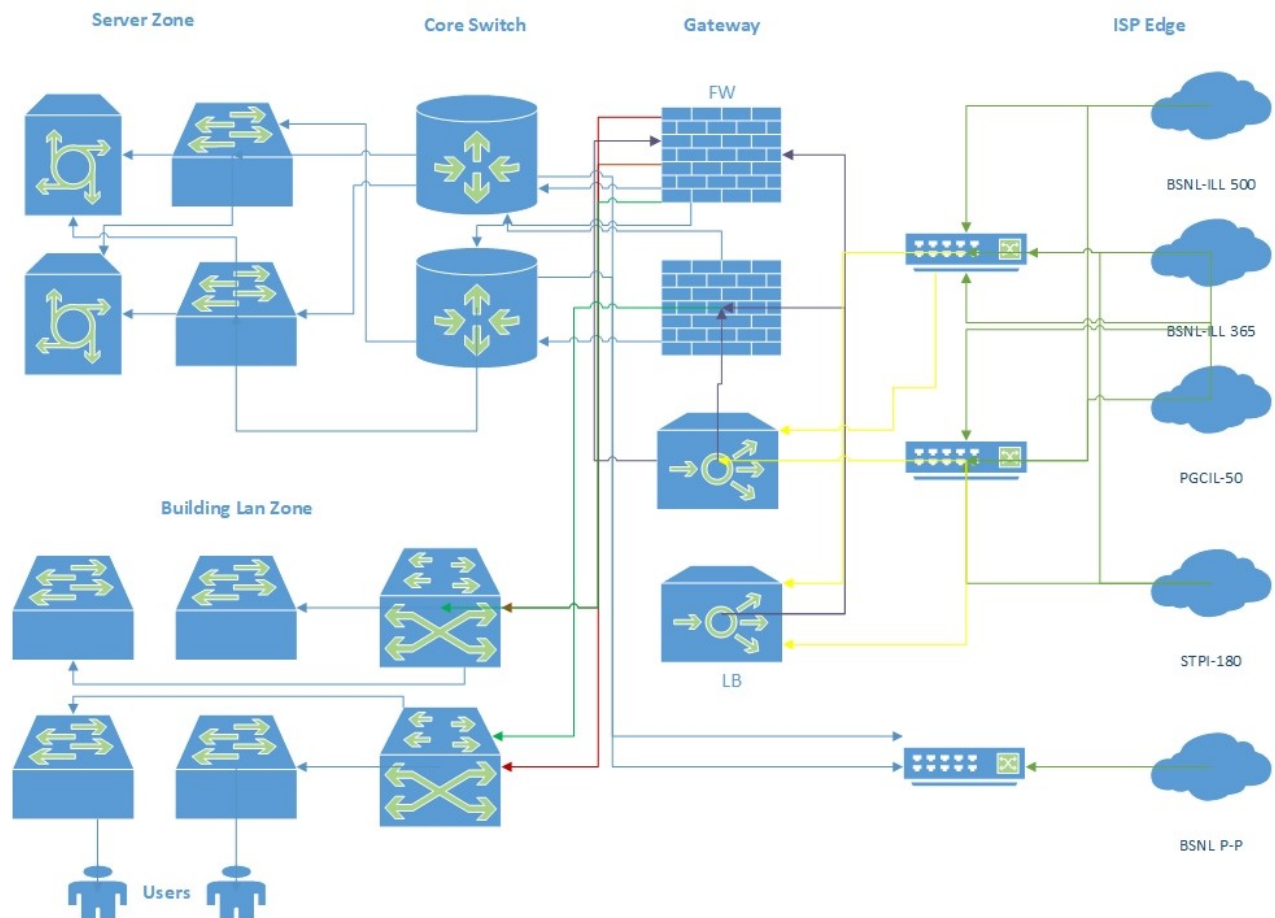 Server Zone
Core Switch
Gateway
ISP Edge
FW
BSNL-ILL 500
BSNL-ILL 365
PGCIL-50
Building Lan Zone
STPI-180
LB
BSNL P-P
Users